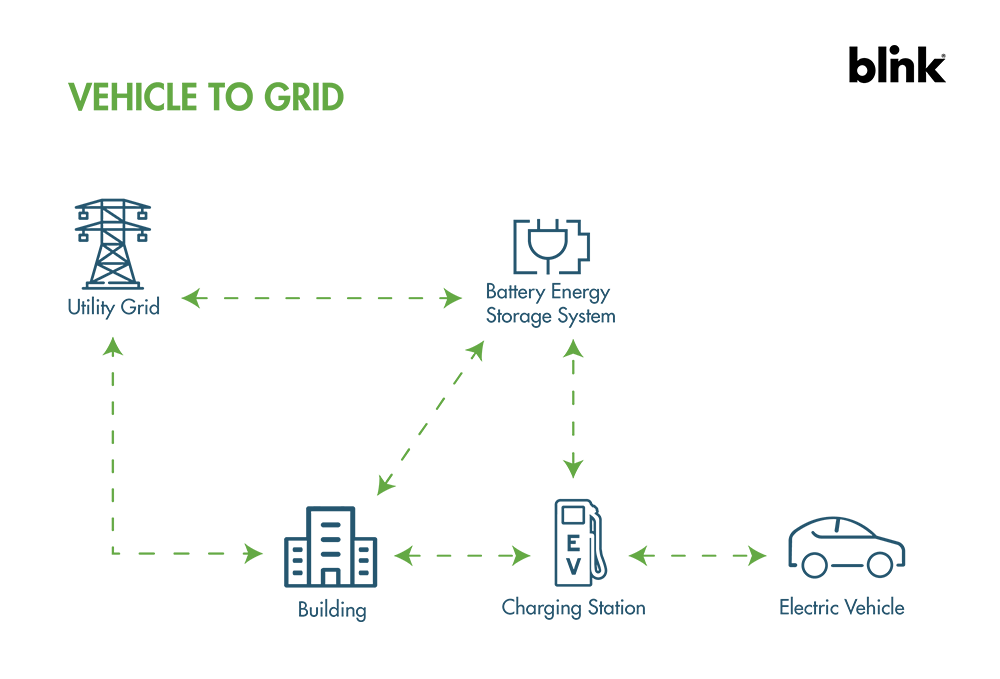 blink®
VEHICLE TO GRID
Utility Grid
Battery Energy
Storage System
E
V
Building
Charging Station
Electric Vehicle